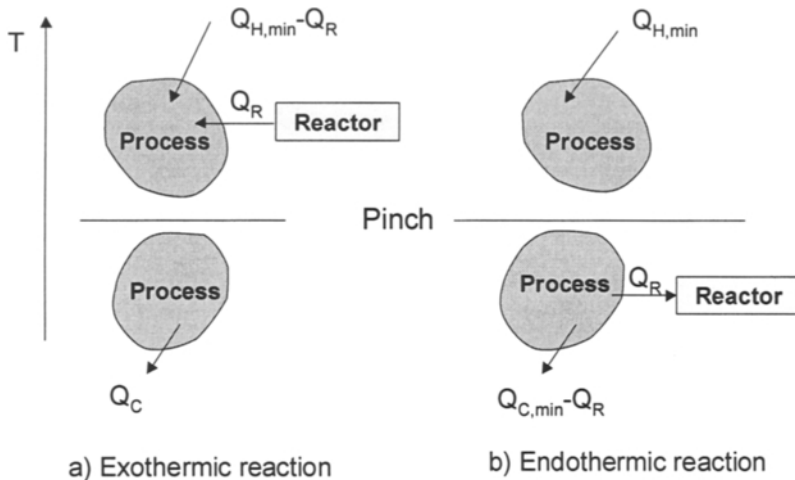 T
Q_H,min-Q_R
Q_R
Reactor
Process
Process
Q_C
Pinch
Q_H,min
Process
Process
Q_R
Reactor
Q_C,min-Q_R
a) Exothermic reaction
b) Endothermic reaction